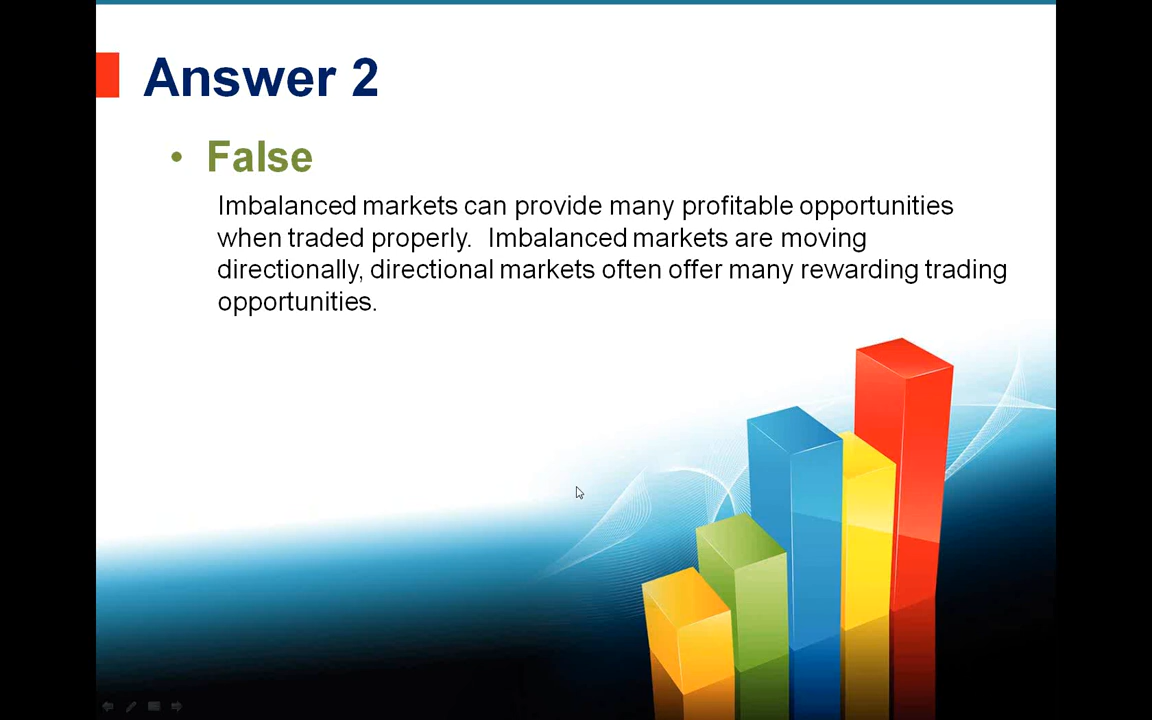 Answer 2
• False
Imbalanced markets can provide many profitable opportunities
when traded properly.  Imbalanced markets are moving
directionally, directional markets often offer many rewarding trading
opportunities.